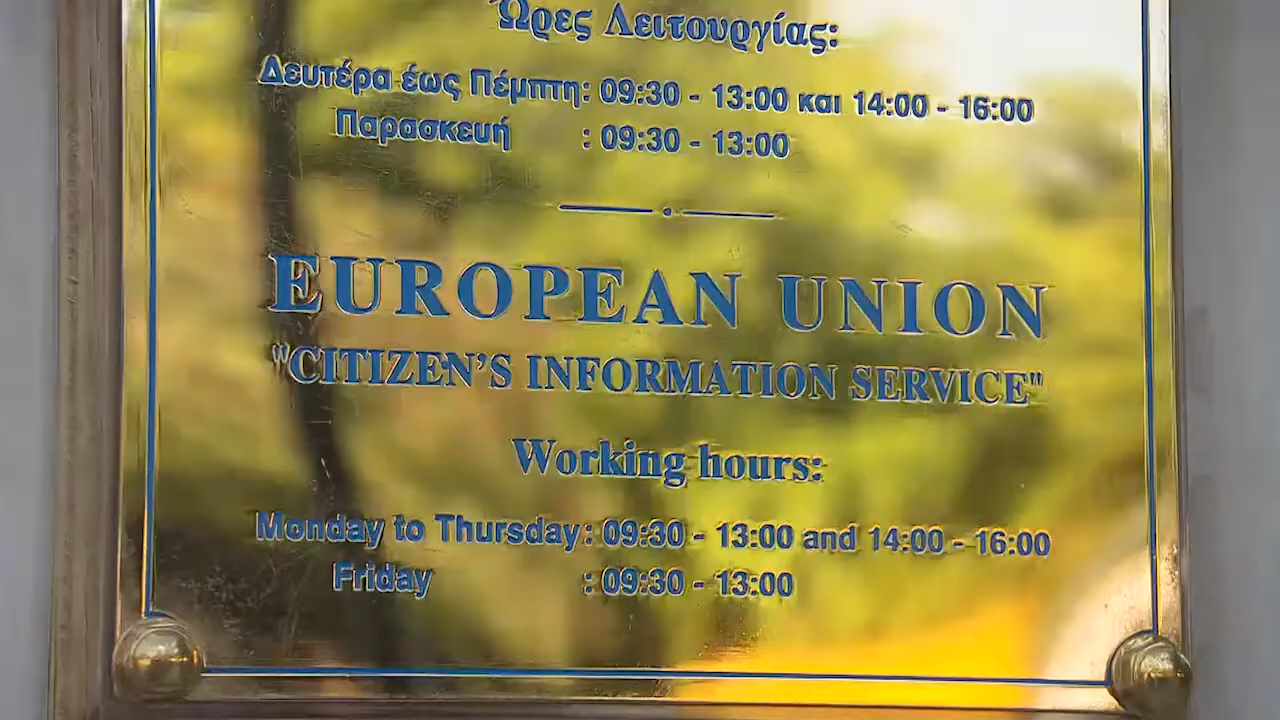 Ώρες Λειτουργίας:
Δευτέρα έως Πέμπτη: 09:30 - 13:00 και 14:00 - 16:00
Παρασκευή : 09:30 - 13:00
EUROPEAN UNION
"CITIZEN’S INFORMATION SERVICE"
Working hours:
Monday to Thursday: 09:30 - 13:00 and 14:00 - 16:00
Friday : 09:30 - 13:00